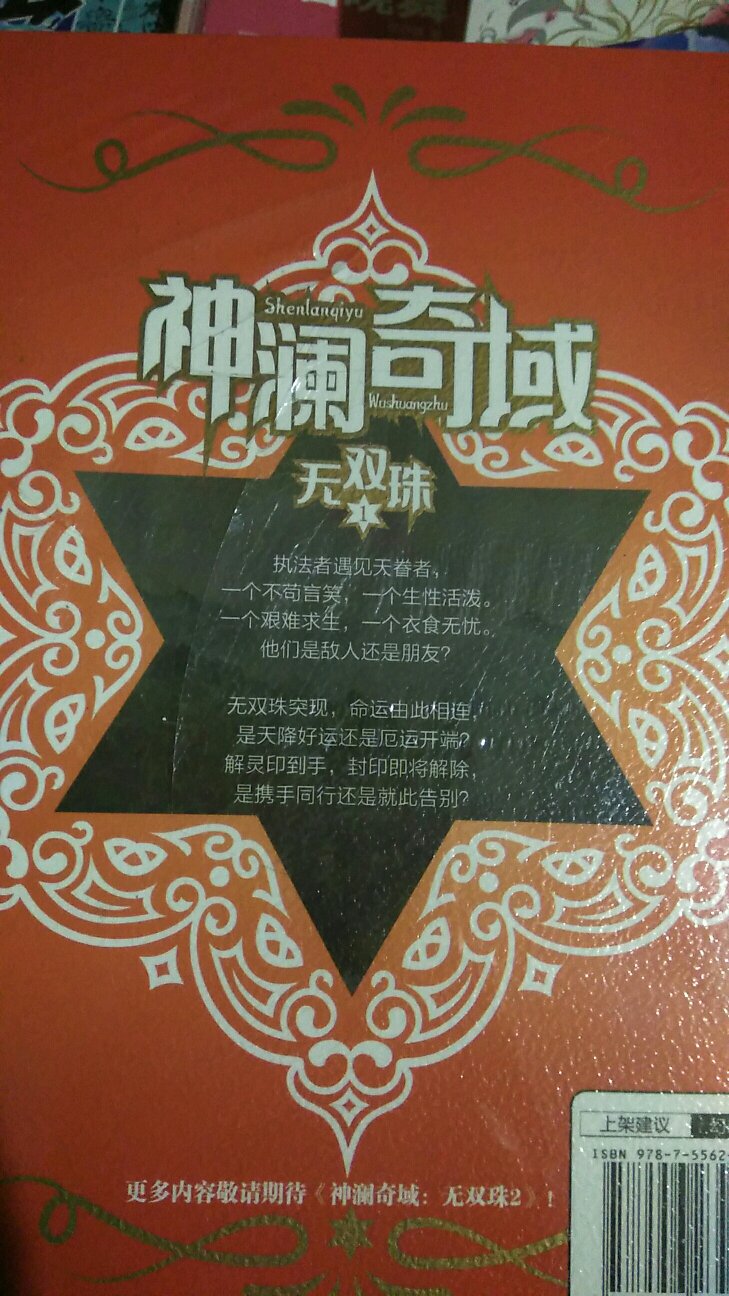 神澜奇域
Shenlanqiyu
Wushuangzhu
无双珠
1
执法者遇见天眷者，
一个不苟言笑，一个生性活泼。
一个艰难求生，一个衣食无忧。
他们是敌人还是朋友？
无双珠突现，命运由此相连，
是天降好运还是厄运开端？
解灵印到手，封印即将解除，
是携手同行还是就此告别？
上架建议
ISBN 978-7-5562-
更多内容敬请期待《神澜奇域：无双珠2》！